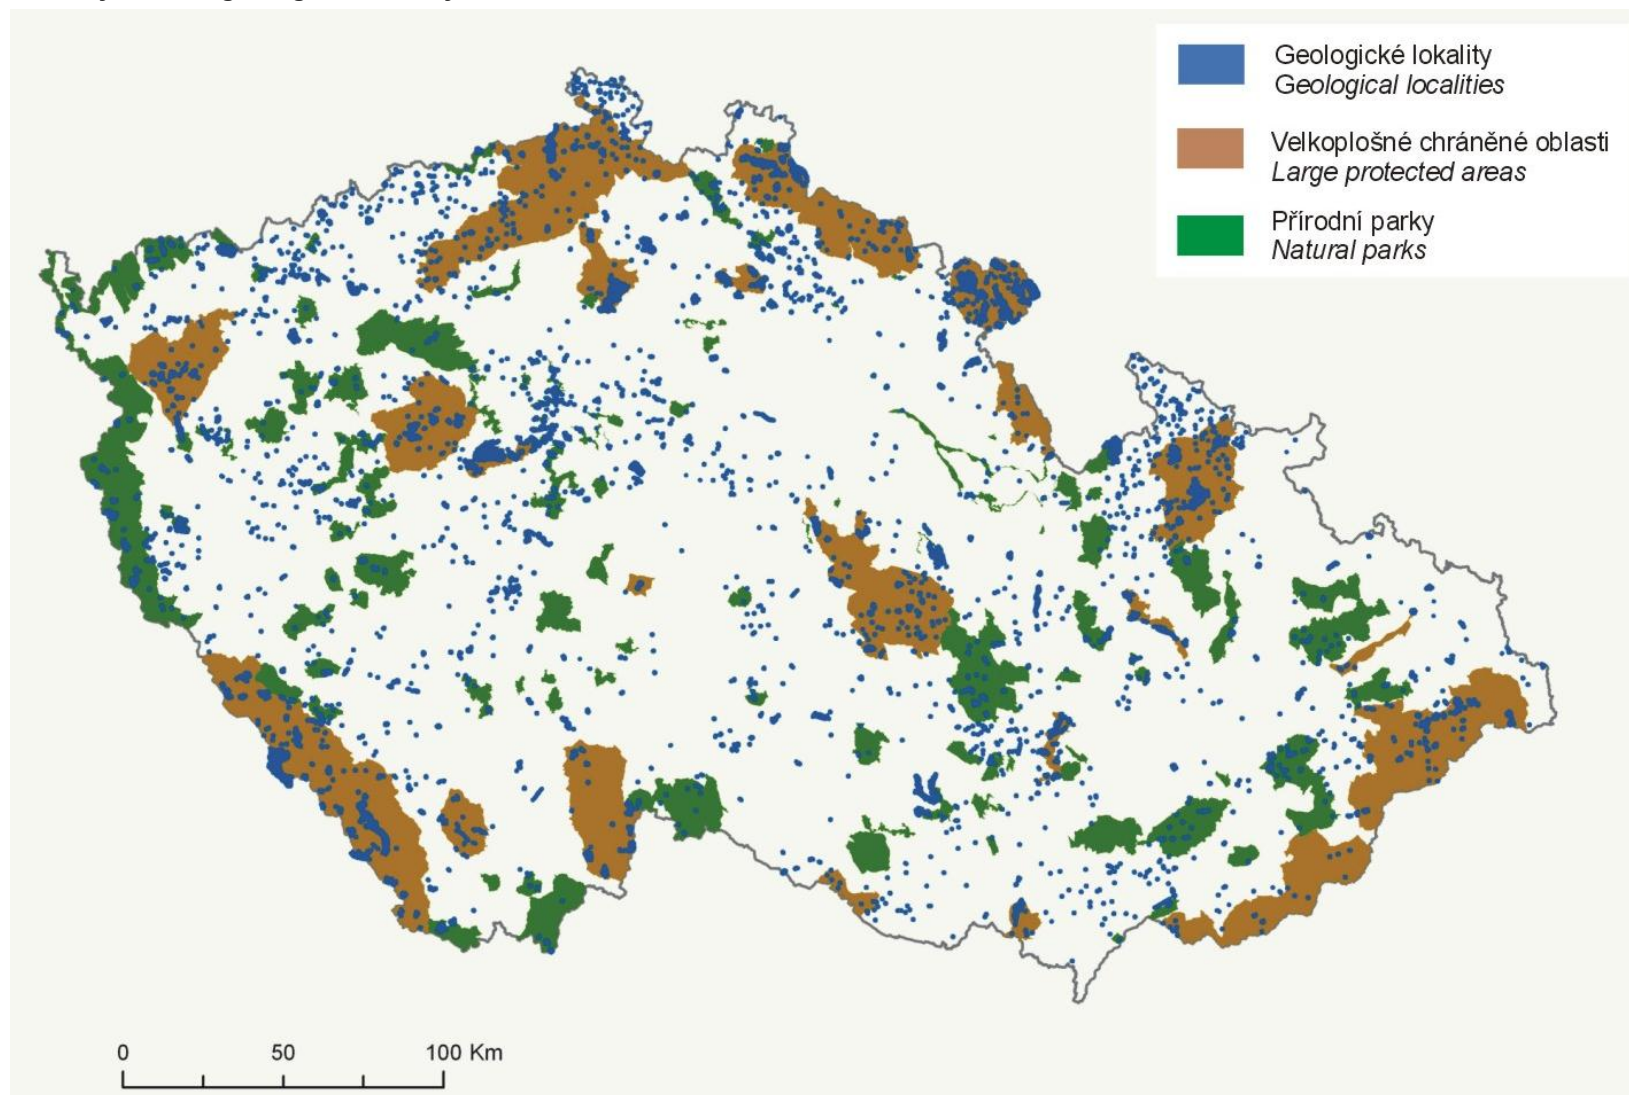 Geologické lokality
Geological localities
Velkoplošné chráněné oblasti
Large protected areas
Přírodní parky
Natural parks
0 50 100 Km